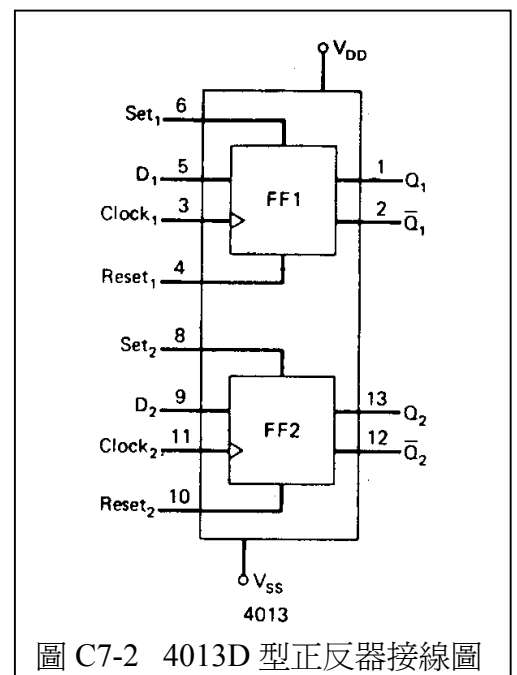 V_DD
Set₁ 6
D₁ 5
FF1
1 Q₁
Clock₁ 3
2 Q̅₁
Reset₁ 4
Set₂ 8
D₂ 9
FF2
13 Q₂
Clock₂ 11
12 Q̅₂
Reset₂ 10
V_SS
4013
圖 C7-2 4013D 型正反器接線圖